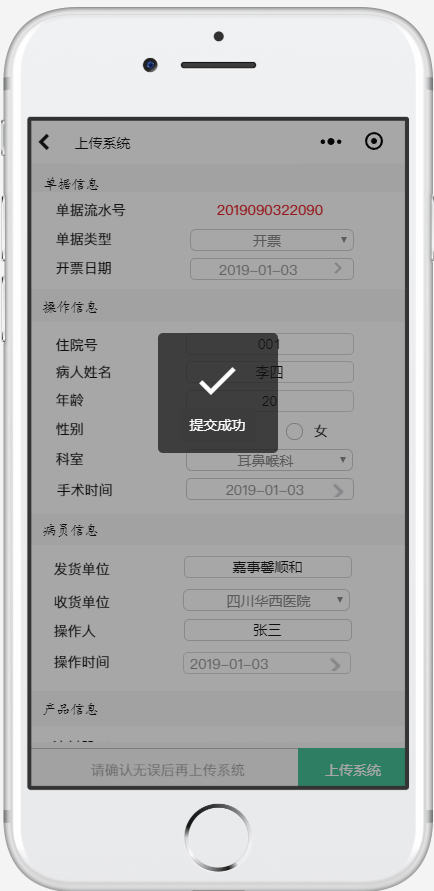 上传系统
单据信息
单据流水号 2019090322090
单据类型 开票
开票日期 2019-01-03
操作信息
住院号 001
病人姓名 李四
年龄 20
性别 女
科室 耳鼻喉科
手术时间 2019-01-03
提交成功
病员信息
发货单位 嘉事馨顺和
收货单位 四川华西医院
操作人 张三
操作时间 2019-01-03
产品信息
请确认无误后再上传系统 上传系统